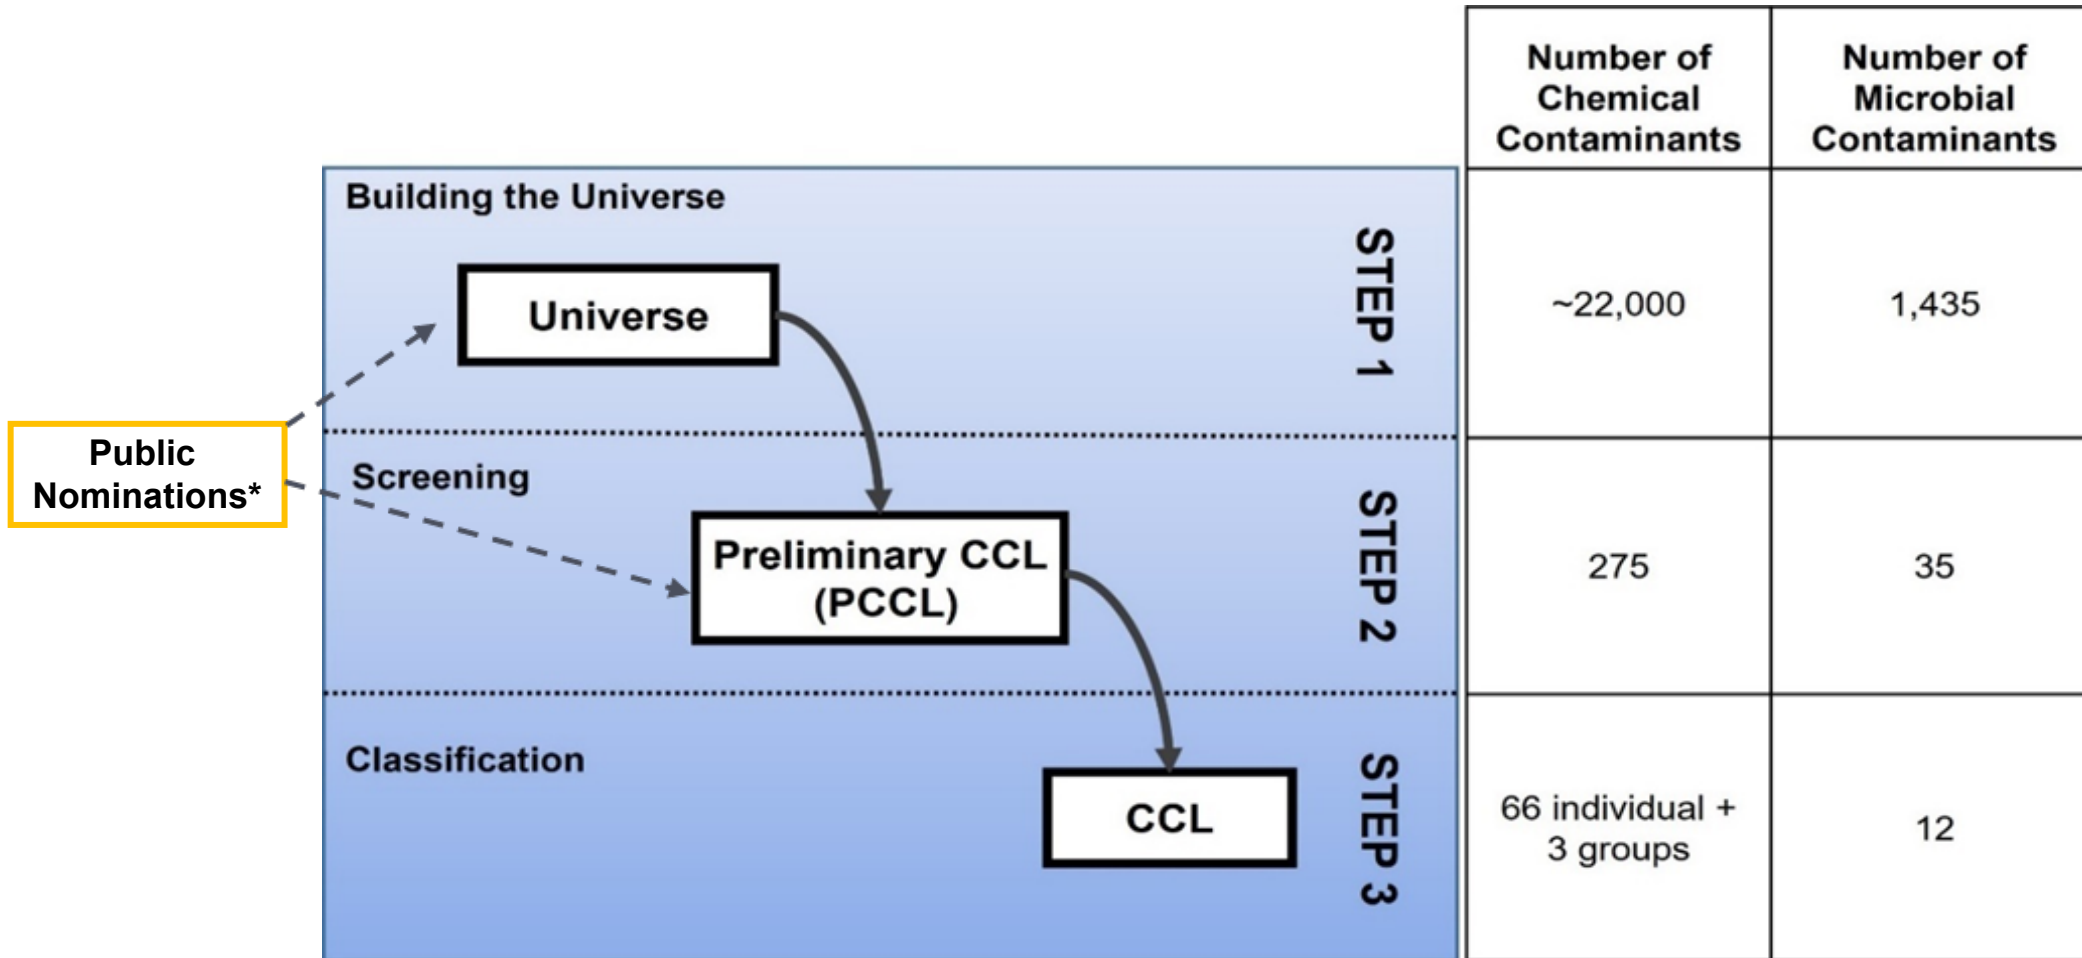 Number of
Chemical
Contaminants
Number of
Microbial
Contaminants
Building the Universe
Universe
STEP 1
~22,000
1,435
Public
Nominations*
Screening
Preliminary CCL
(PCCL)
STEP 2
275
35
Classification
CCL
STEP 3
66 individual +
3 groups
12